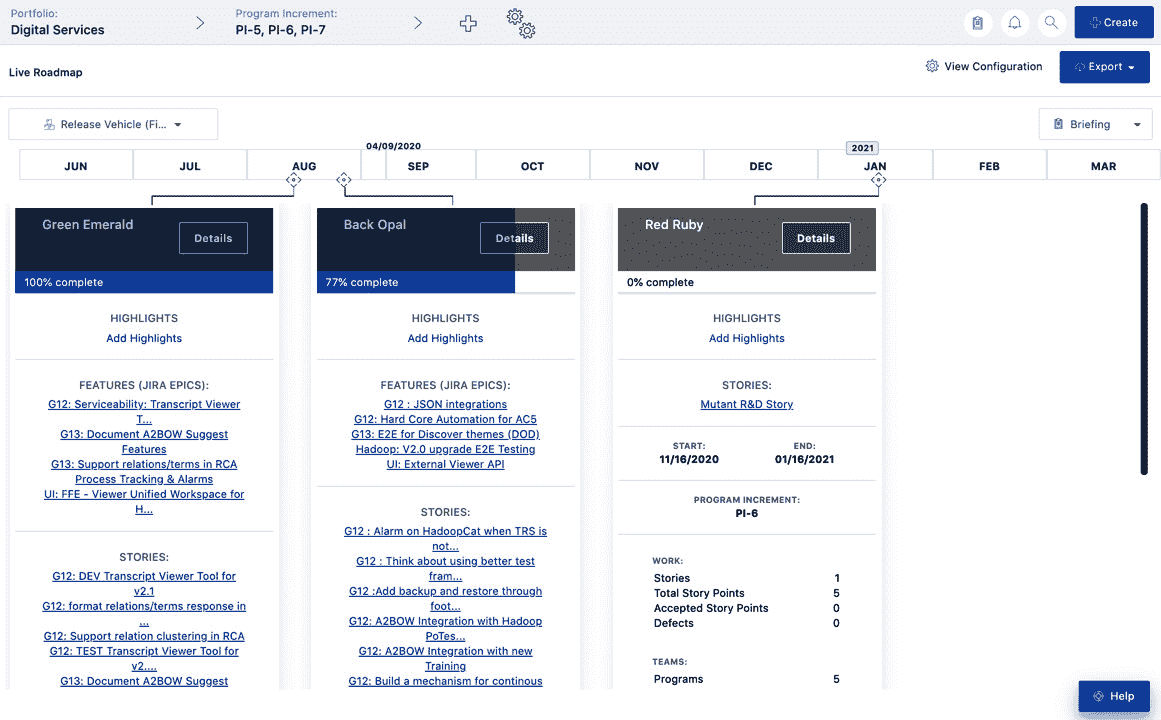 Portfolio:
Digital Services
Program Increment:
PI-5, PI-6, PI-7
Create
Live Roadmap
View Configuration
Export
Release Vehicle (Fi...
Briefing
04/09/2020
2021
JUN JUL AUG SEP OCT NOV DEC JAN FEB MAR
Green Emerald
Details
100% complete
HIGHLIGHTS
Add Highlights
FEATURES (JIRA EPICS):
G12: Serviceability: Transcript Viewer
T...
G13: Document A2BOW Suggest
Features
G13: Support relations/terms in RCA
Process Tracking & Alarms
UI: FFE - Viewer Unified Workspace for
H...
STORIES:
G12: DEV Transcript Viewer Tool for
v2.1
G12: format relations/terms response in
...
G12: Support relation clustering in RCA
G12: TEST Transcript Viewer Tool for
v2....
G13: Document A2BOW Suggest
Back Opal
Details
77% complete
HIGHLIGHTS
Add Highlights
FEATURES (JIRA EPICS):
G12 : JSON integrations
G12: Hard Core Automation for AC5
G13: E2E for Discover themes (DOD)
Hadoop: V2.0 upgrade E2E Testing
UI: External Viewer API
STORIES:
G12 : Alarm on HadoopCat when TRS is
not...
G12 : Think about using better test
fram...
G12 :Add backup and restore through
foot...
G12: A2BOW Integration with Hadoop
PoTes...
G12: A2BOW Integration with new
Training
G12: Build a mechanism for continous
Red Ruby
Details
0% complete
HIGHLIGHTS
Add Highlights
STORIES:
Mutant R&D Story
START: END:
11/16/2020 01/16/2021
PROGRAM INCREMENT:
PI-6
WORK:
Stories 1
Total Story Points 5
Accepted Story Points 0
Defects 0
TEAMS:
Programs 5
Help